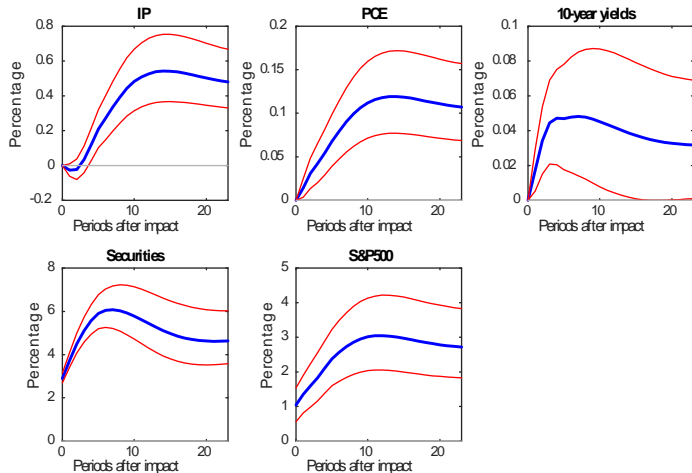 IP
Percentage
0.8
0.6
0.4
0.2
0
-0.2
0 10 20
Periods after impact
PCE
Percentage
0.2
0.15
0.1
0.05
0
0 10 20
Periods after impact
10-year yields
Percentage
0.1
0.08
0.06
0.04
0.02
0
0 10 20
Periods after impact
Securities
Percentage
8
6
4
2
0
0 10 20
Periods after impact
S&P500
Percentage
5
4
3
2
1
0
0 10 20
Periods after impact